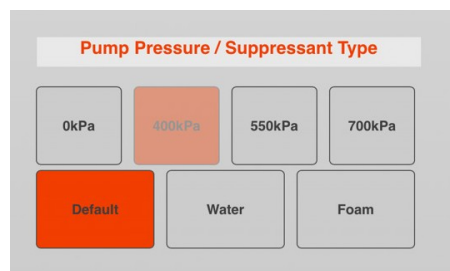 Pump Pressure / Suppressant Type
0kPa 400kPa 550kPa 700kPa
Default Water Foam